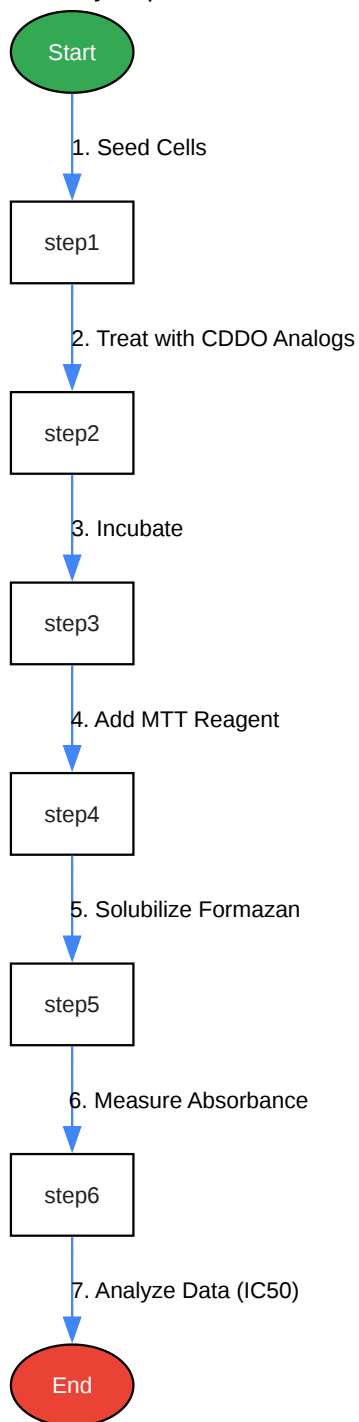 Start
1. Seed Cells
step1
2. Treat with CDDO Analogs
step2
3. Incubate
step3
4. Add MTT Reagent
step4
5. Solubilize Formazan
step5
6. Measure Absorbance
step6
7. Analyze Data (IC50)
End